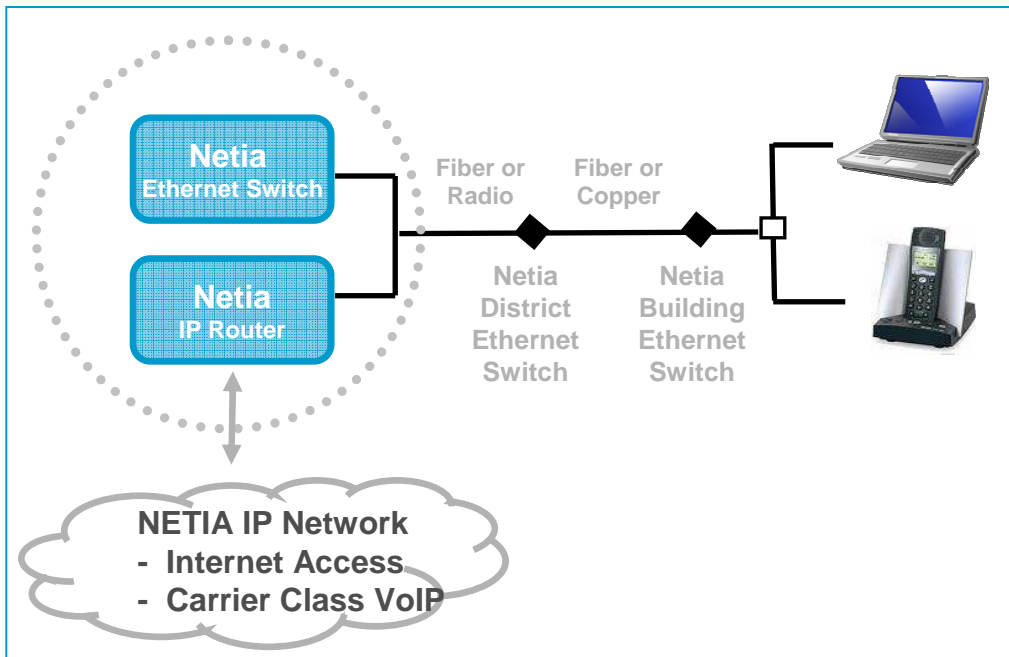 Netia
Ethernet Switch
Netia
IP Router
Fiber or
Radio
Fiber or
Copper
Netia
District
Ethernet
Switch
Netia
Building
Ethernet
Switch
NETIA IP Network
- Internet Access
- Carrier Class VoIP